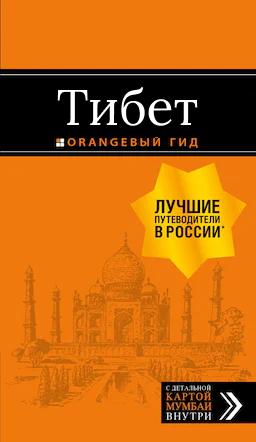 Тибет
ORANGEВЫЙ ГИД
ЛУЧШИЕ
ПУТЕВОДИТЕЛИ
В РОССИИ*
С ДЕТАЛЬНОЙ
КАРТОЙ
МУМБАИ
ВНУТРИ